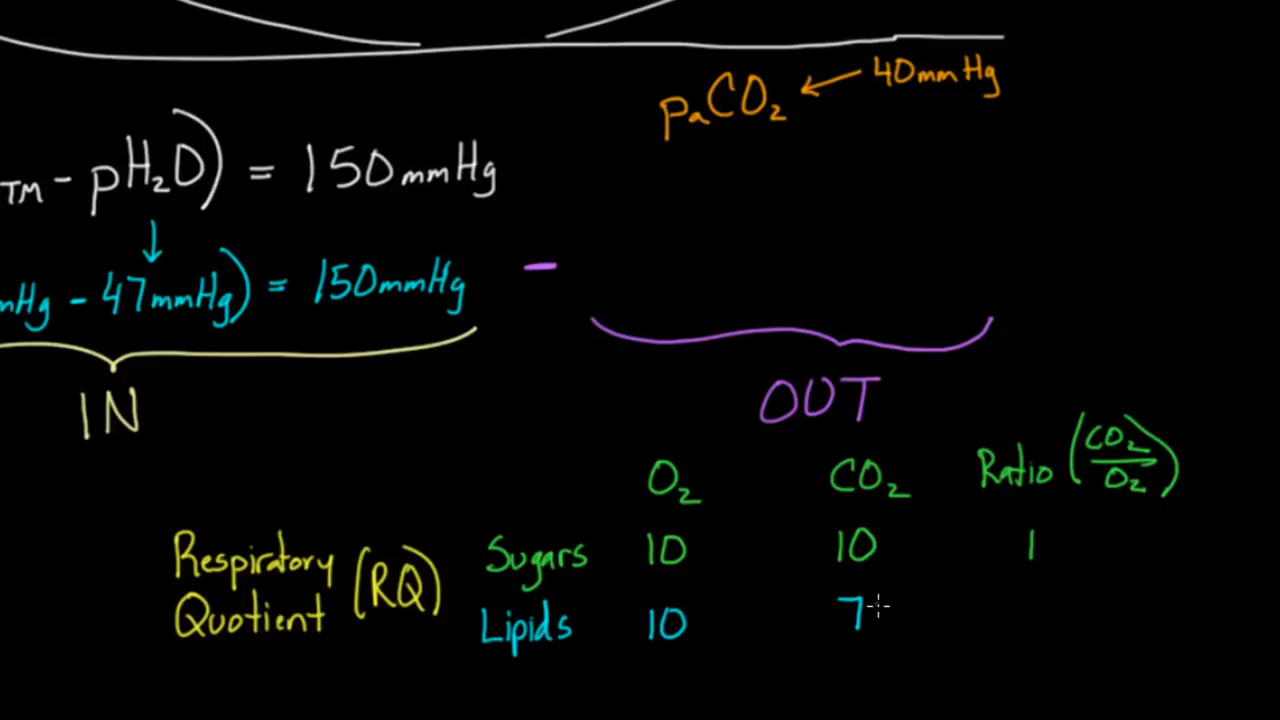 PaCO₂ ← 40mmHg
TM - pH₂O) = 150mmHg
mHg - 47mmHg) = 150mmHg -
IN
OUT
O₂ CO₂ Ratio (CO₂/O₂)
Respiratory Quotient (RQ)
Sugars 10 10 1
Lipids 10 7